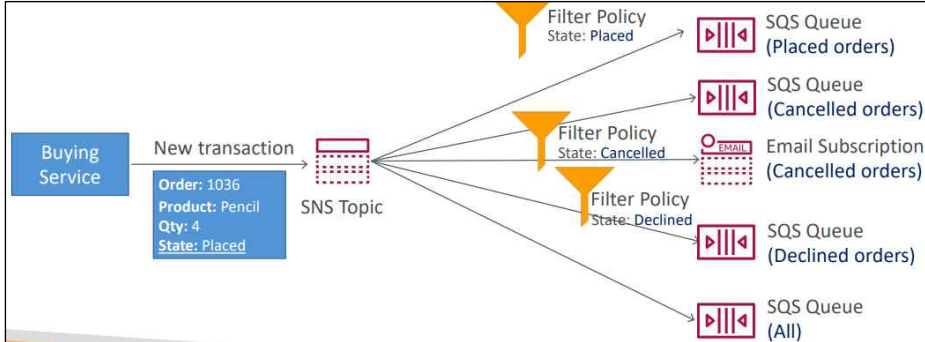 Filter Policy
State: Placed
SQS Queue
(Placed orders)
SQS Queue
(Cancelled orders)
Buying
Service
New transaction
Order: 1036
Product: Pencil
Qty: 4
State: Placed
SNS Topic
Filter Policy
State: Cancelled
EMAIL
Email Subscription
(Cancelled orders)
Filter Policy
State: Declined
SQS Queue
(Declined orders)
SQS Queue
(All)